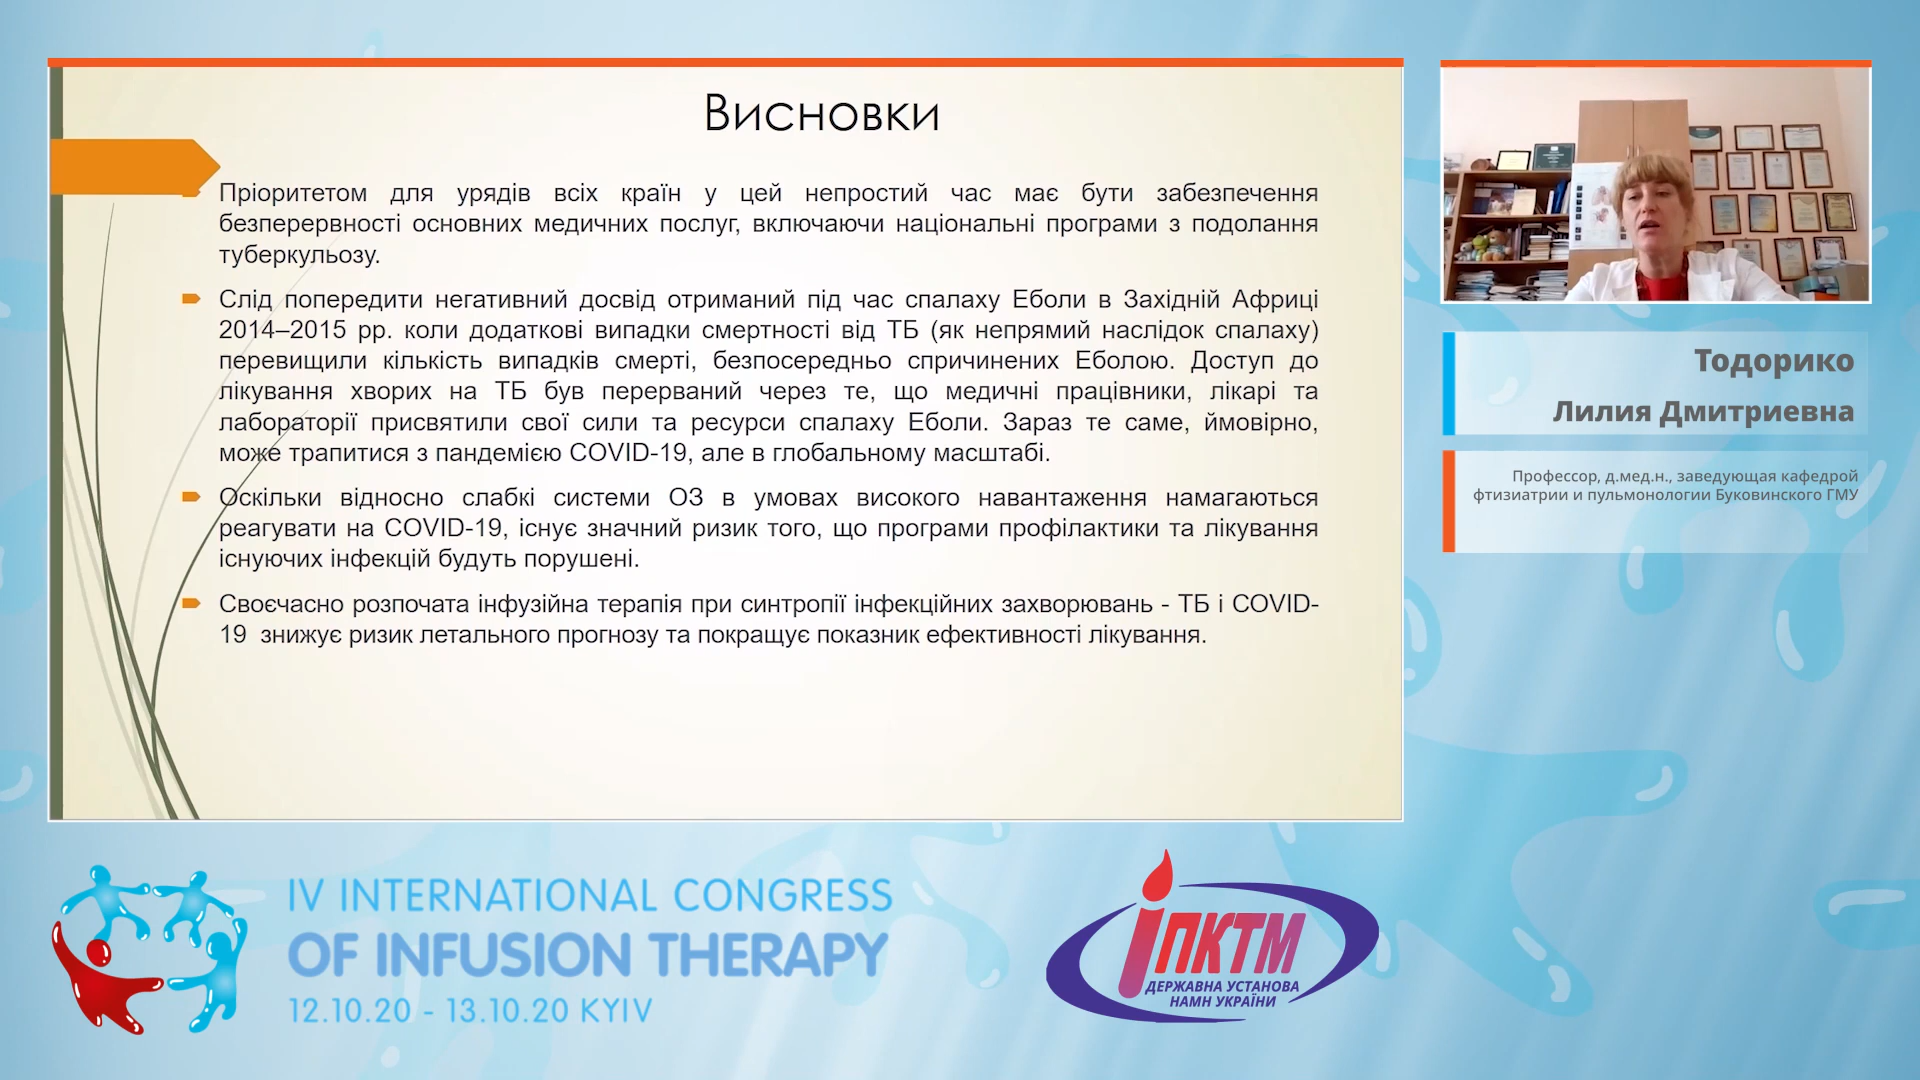 Висновки
Пріоритетом для урядів всіх країн у цей непростий час має бути забезпечення
безперервності основних медичних послуг, включаючи національні програми з подолання
туберкульозу.
Слід попередити негативний досвід отриманий під час спалаху Еболи в Західній Африці
2014–2015 рр. коли додаткові випадки смертності від ТБ (як непрямий наслідок спалаху)
перевищили кількість випадків смерті, безпосередньо спричинених Еболою. Доступ до
лікування хворих на ТБ був перерваний через те, що медичні працівники, лікарі та
лабораторії присвятили свої сили та ресурси спалаху Еболи. Зараз те саме, ймовірно,
може трапитися з пандемією COVID-19, але в глобальному масштабі.
Оскільки відносно слабкі системи ОЗ в умовах високого навантаження намагаються
реагувати на COVID-19, існує значний ризик того, що програми профілактики та лікування
існуючих інфекцій будуть порушені.
Своєчасно розпочата інфузійна терапія при синтропії інфекційних захворювань - ТБ і COVID-
19 знижує ризик летального прогнозу та покращує показник ефективності лікування.
Тодорико
Лилия Дмитриевна
Профессор, д.мед.н., заведующая кафедрой
фтизиатрии и пульмонологии Буковинского ГМУ
IV INTERNATIONAL CONGRESS
OF INFUSION THERAPY
12.10.20 - 13.10.20 KYIV
іПКТМ
ДЕРЖАВНА УСТАНОВА
НАМН УКРАЇНИ